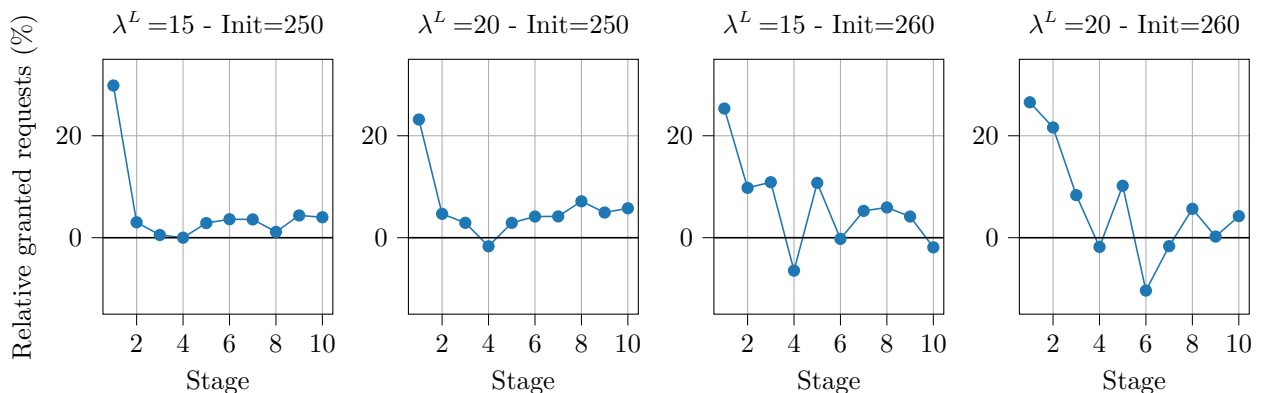 λ^L =15 - Init=250
λ^L =20 - Init=250
λ^L =15 - Init=260
λ^L =20 - Init=260
Relative granted requests (%)
20
0
2 4 6 8 10
Stage
20
0
2 4 6 8 10
Stage
20
0
2 4 6 8 10
Stage
20
0
2 4 6 8 10
Stage